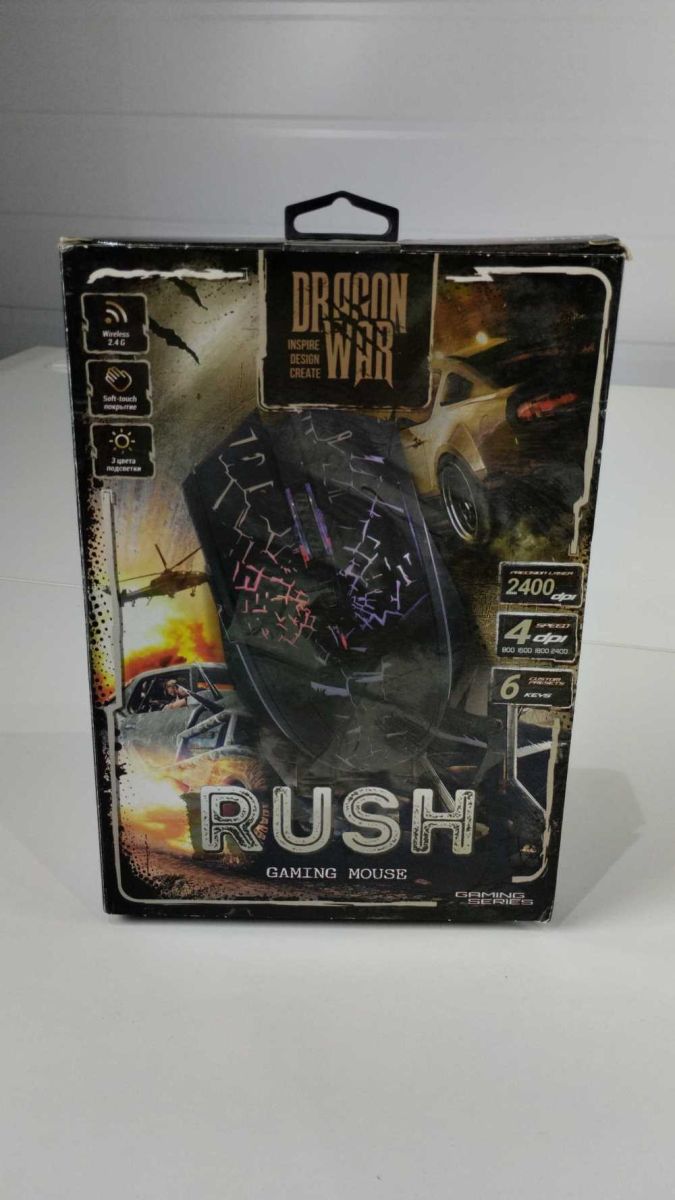 DRAGON
WAR
INSPIRE
DESIGN
CREATE
Wireless
2.4 G
Soft-touch
покрытие
3 цвета
подсветки
PRECISION LASER
2400 dpi
4 SPEED
dpi
800 1600 1800 2400
6 CUSTOM
PRESETS
KEYS
RUSH
GAMING MOUSE
GAMING
SERIES